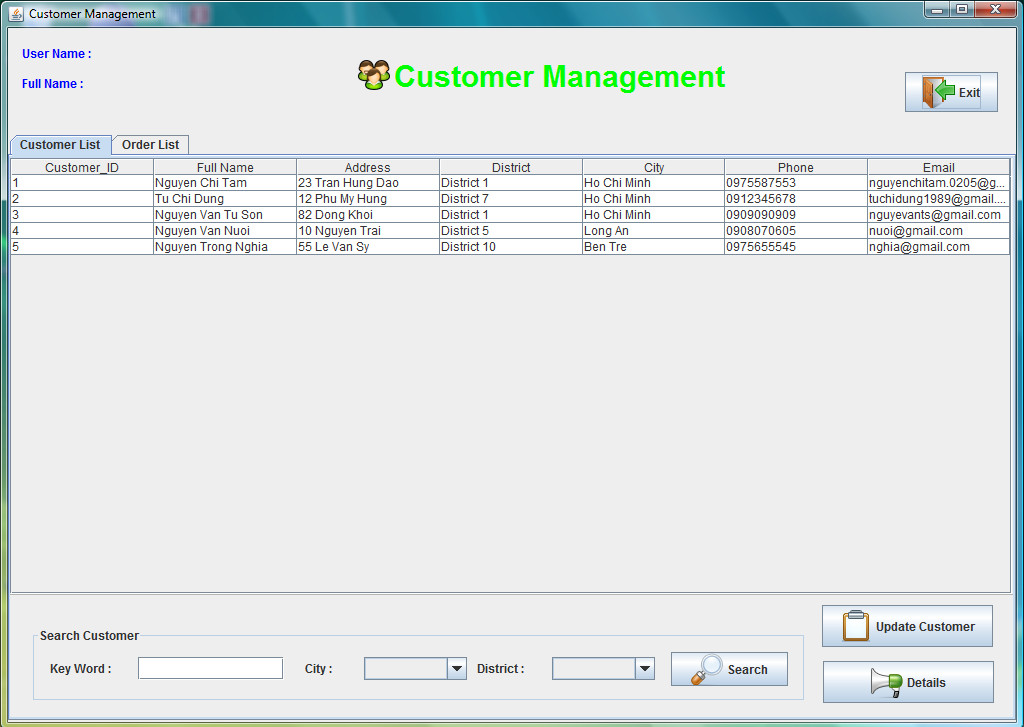 Customer Management
User Name :
Full Name :
Customer Management
Exit
Customer List Order List
Customer_ID Full Name Address District City Phone Email
1 Nguyen Chi Tam 23 Tran Hung Dao District 1 Ho Chi Minh 0975587553 nguyenchitam.0205@g...
2 Tu Chi Dung 12 Phu My Hung District 7 Ho Chi Minh 0912345678 tuchidung1989@gmail....
3 Nguyen Van Tu Son 82 Dong Khoi District 1 Ho Chi Minh 0909090909 nguyevants@gmail.com
4 Nguyen Van Nuoi 10 Nguyen Trai District 5 Long An 0908070605 nuoi@gmail.com
5 Nguyen Trong Nghia 55 Le Van Sy District 10 Ben Tre 0975655545 nghia@gmail.com
Update Customer
Search Customer
Key Word : City : District : Search
Details